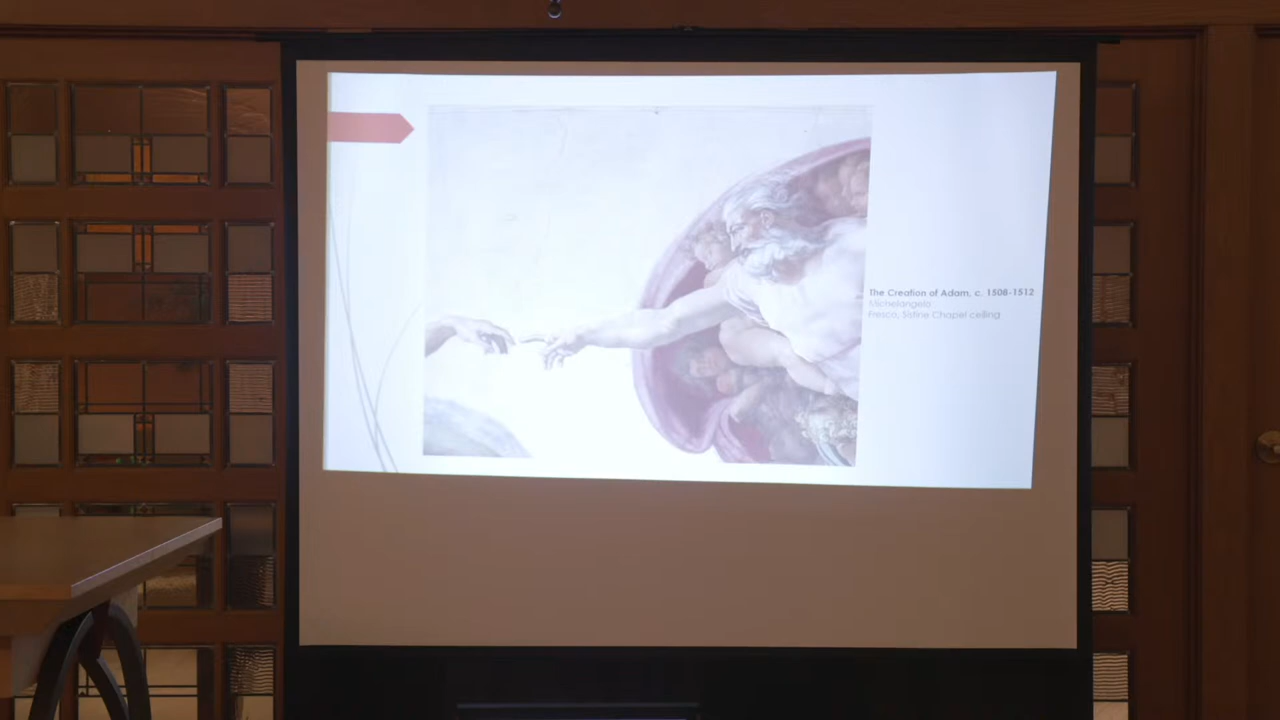 The Creation of Adam, c. 1508-1512
Michelangelo
Fresco, Sistine Chapel ceiling